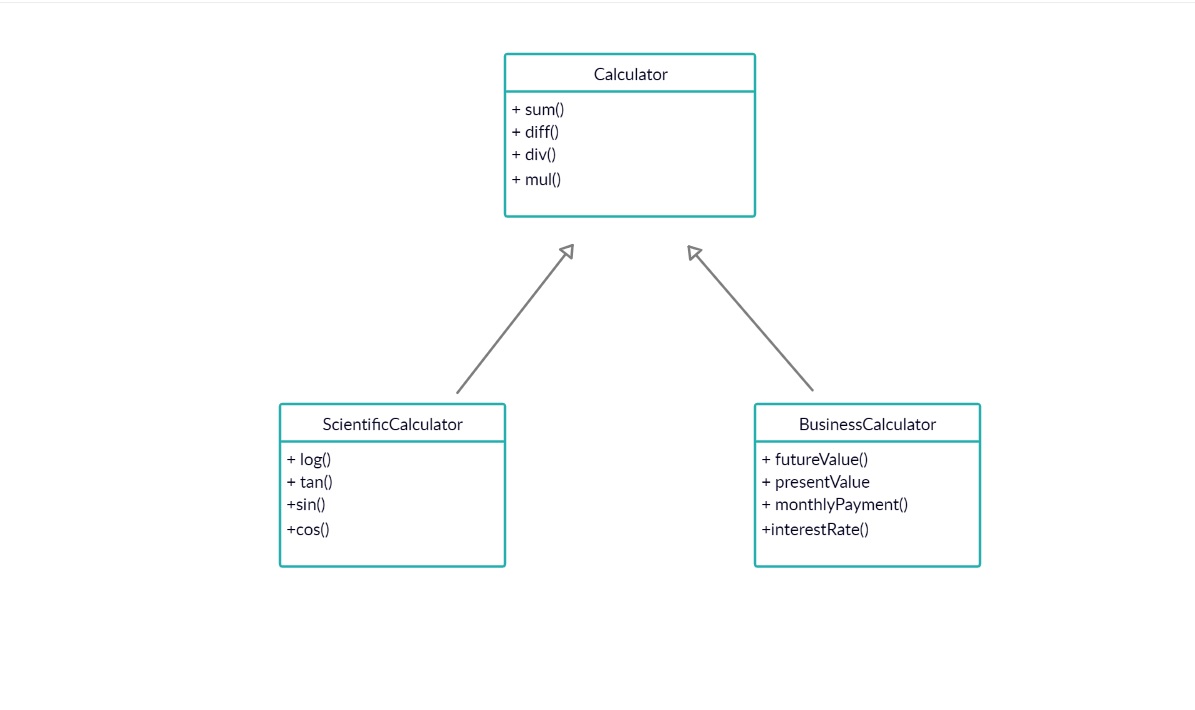 Calculator
+ sum()
+ diff()
+ div()
+ mul()
ScientificCalculator
+ log()
+ tan()
+sin()
+cos()
BusinessCalculator
+ futureValue()
+ presentValue
+ monthlyPayment()
+interestRate()